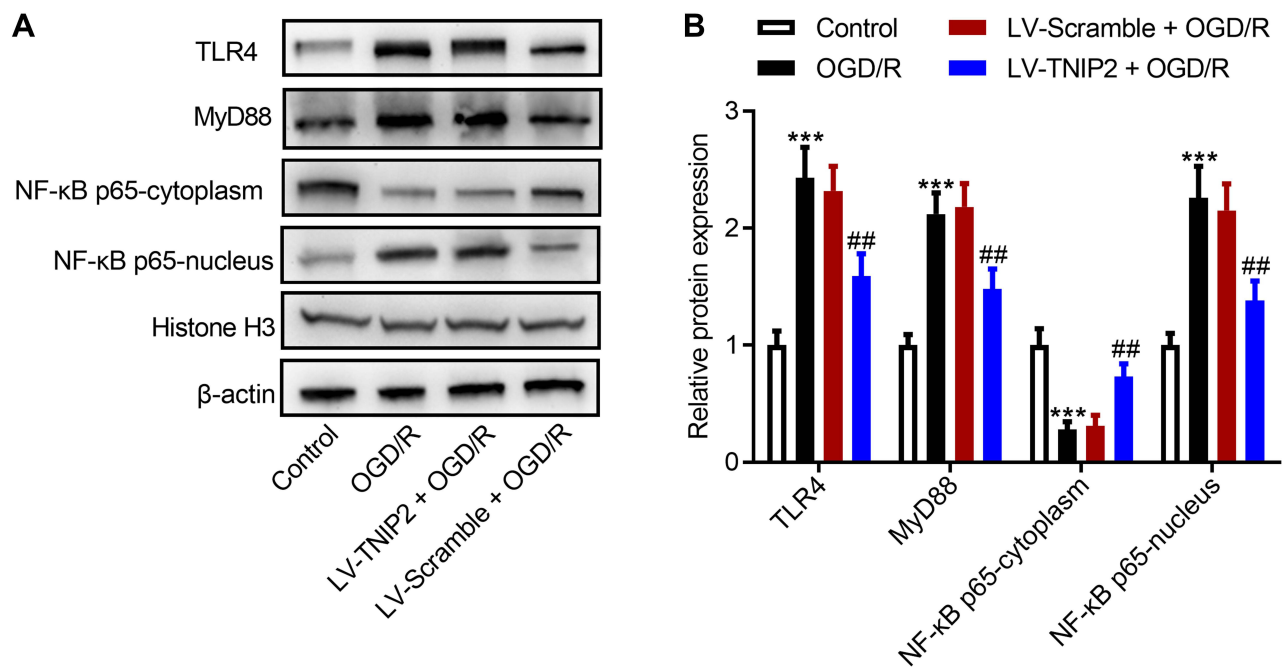 A
TLR4
MyD88
NF-κB p65-cytoplasm
NF-κB p65-nucleus
Histone H3
β-actin
Control
OGD/R
LV-TNIP2 + OGD/R
LV-Scramble + OGD/R
B
Control
LV-Scramble + OGD/R
OGD/R
LV-TNIP2 + OGD/R
Relative protein expression
3
2
1
0
***
##
***
##
***
##
***
##
TLR4
MyD88
NF-κB p65-cytoplasm
NF-κB p65-nucleus